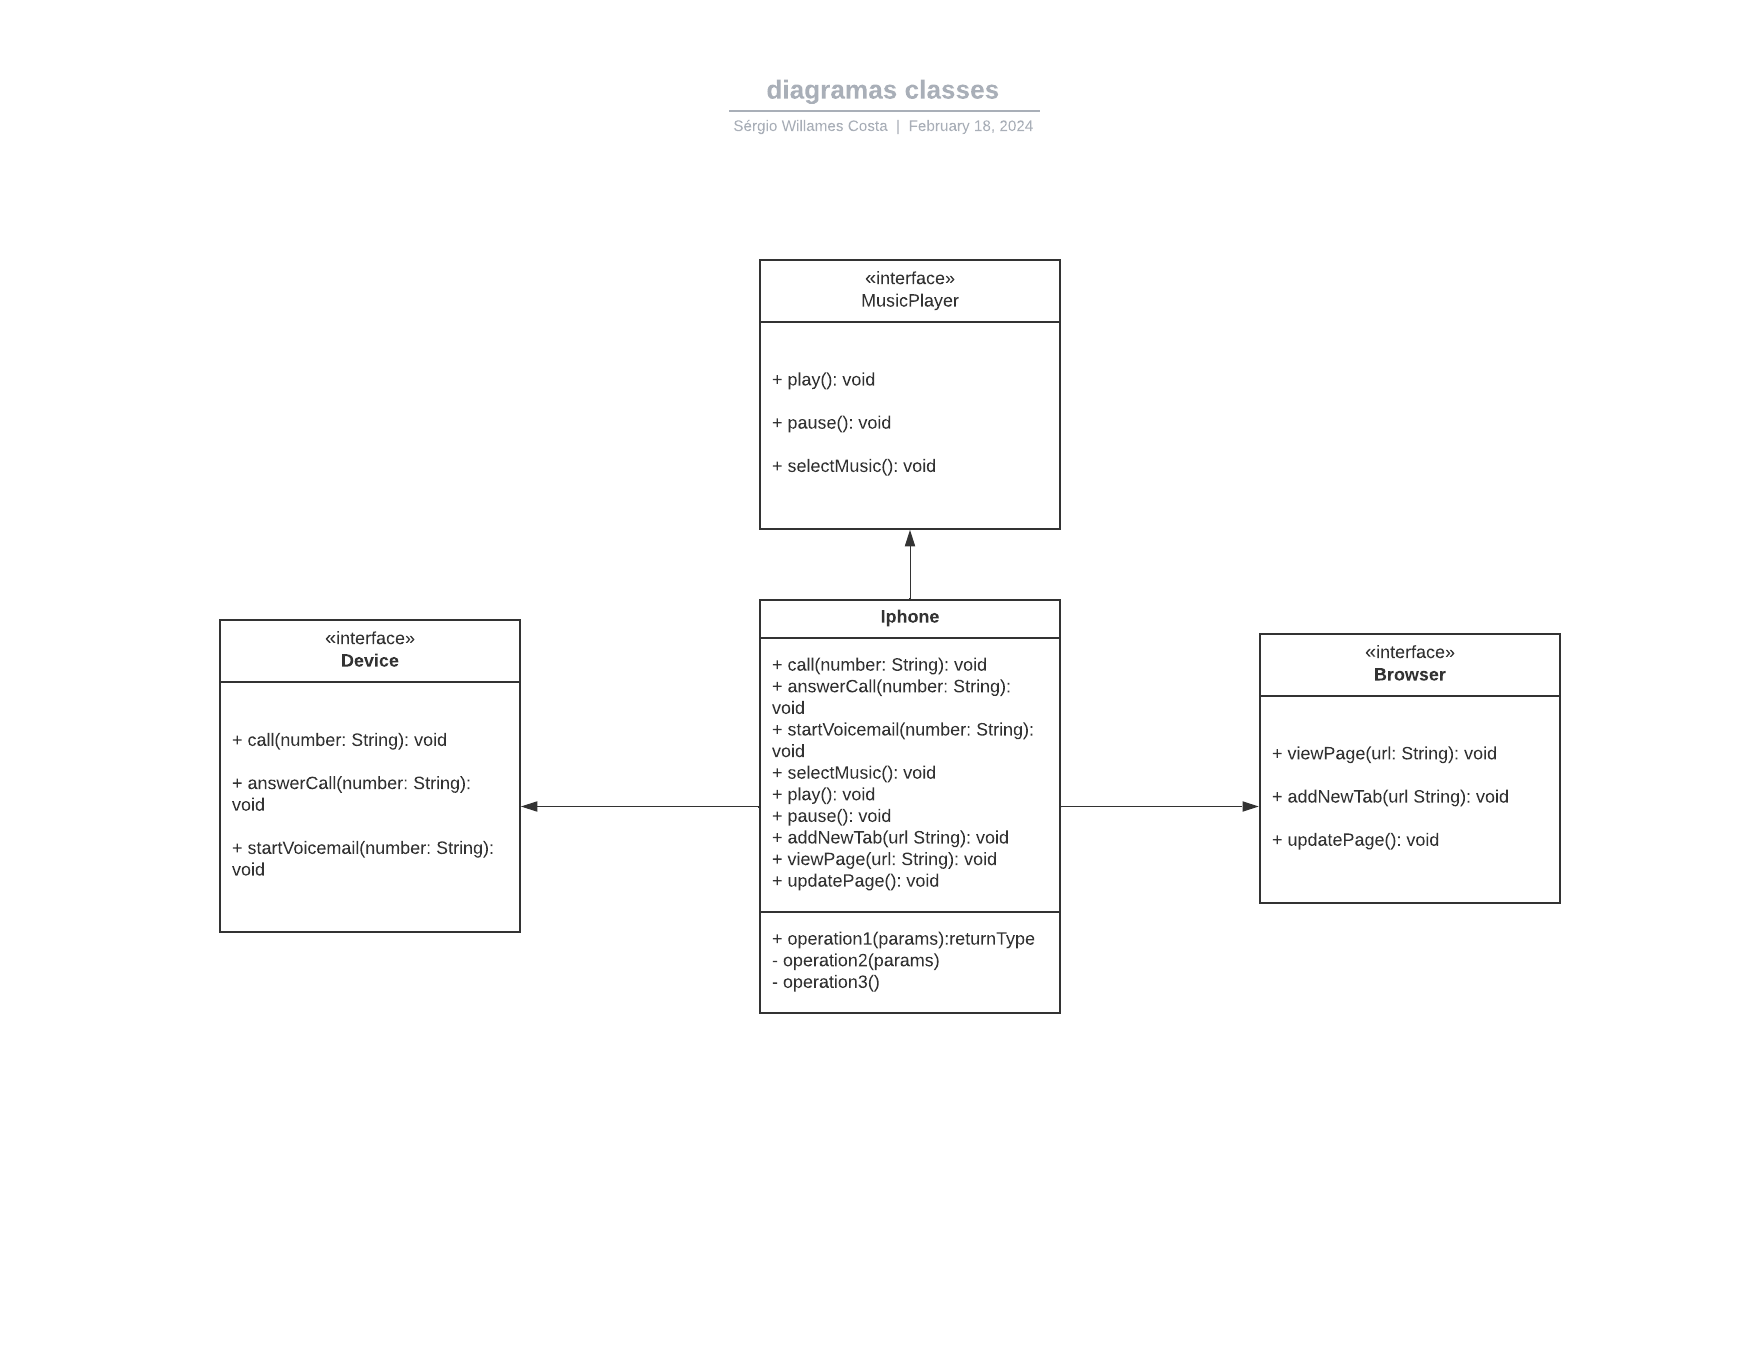 diagramas classes
Sérgio Willames Costa | February 18, 2024
«interface»
MusicPlayer
+ play(): void
+ pause(): void
+ selectMusic(): void
«interface»
Device
+ call(number: String): void
+ answerCall(number: String):
void
+ startVoicemail(number: String):
void
Iphone
+ call(number: String): void
+ answerCall(number: String):
void
+ startVoicemail(number: String):
void
+ selectMusic(): void
+ play(): void
+ pause(): void
+ addNewTab(url String): void
+ viewPage(url: String): void
+ updatePage(): void
+ operation1(params):returnType
- operation2(params)
- operation3()
«interface»
Browser
+ viewPage(url: String): void
+ addNewTab(url String): void
+ updatePage(): void